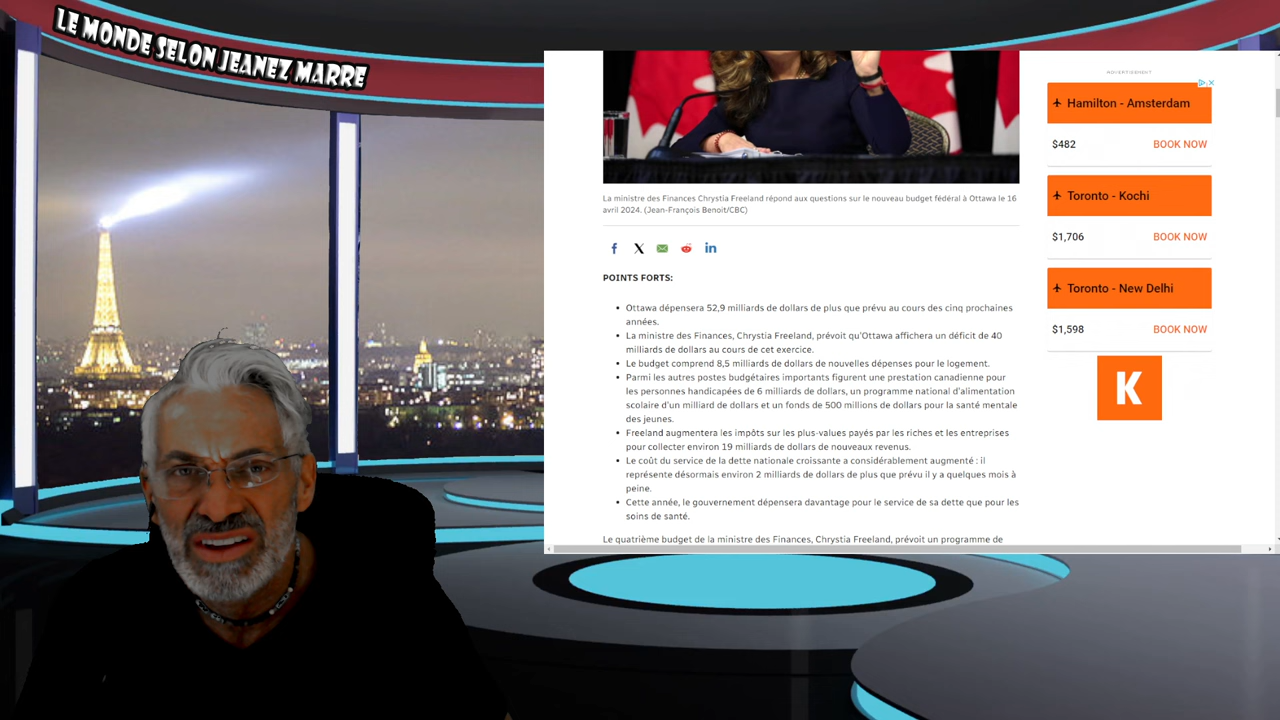 LE MONDE SELON JEANEZ MARRE
La ministre des Finances Chrystia Freeland répond aux questions sur le nouveau budget fédéral à Ottawa le 16
avril 2024. (Jean-François Benoit/CBC)
POINTS FORTS:
• Ottawa dépensera 52,9 milliards de dollars de plus que prévu au cours des cinq prochaines
années.
• La ministre des Finances, Chrystia Freeland, prévoit qu'Ottawa affichera un déficit de 40
milliards de dollars au cours de cet exercice.
• Le budget comprend 8,5 milliards de dollars de nouvelles dépenses pour le logement.
• Parmi les autres postes budgétaires importants figurent une prestation canadienne pour
les personnes handicapées de 6 milliards de dollars, un programme national d'alimentation
scolaire d'un milliard de dollars et un fonds de 500 millions de dollars pour la santé mentale
des jeunes.
• Freeland augmentera les impôts sur les plus-values payés par les riches et les entreprises
pour collecter environ 19 milliards de dollars de nouveaux revenus.
• Le coût du service de la dette nationale croissante a considérablement augmenté : il
représente désormais environ 2 milliards de dollars de plus que prévu il y a quelques mois à
peine.
• Cette année, le gouvernement dépensera davantage pour le service de sa dette que pour les
soins de santé.
Le quatrième budget de la ministre des Finances, Chrystia Freeland, prévoit un programme de
ADVERTISEMENT
Hamilton - Amsterdam
$482 BOOK NOW
Toronto - Kochi
$1,706 BOOK NOW
Toronto - New Delhi
$1,598 BOOK NOW
K